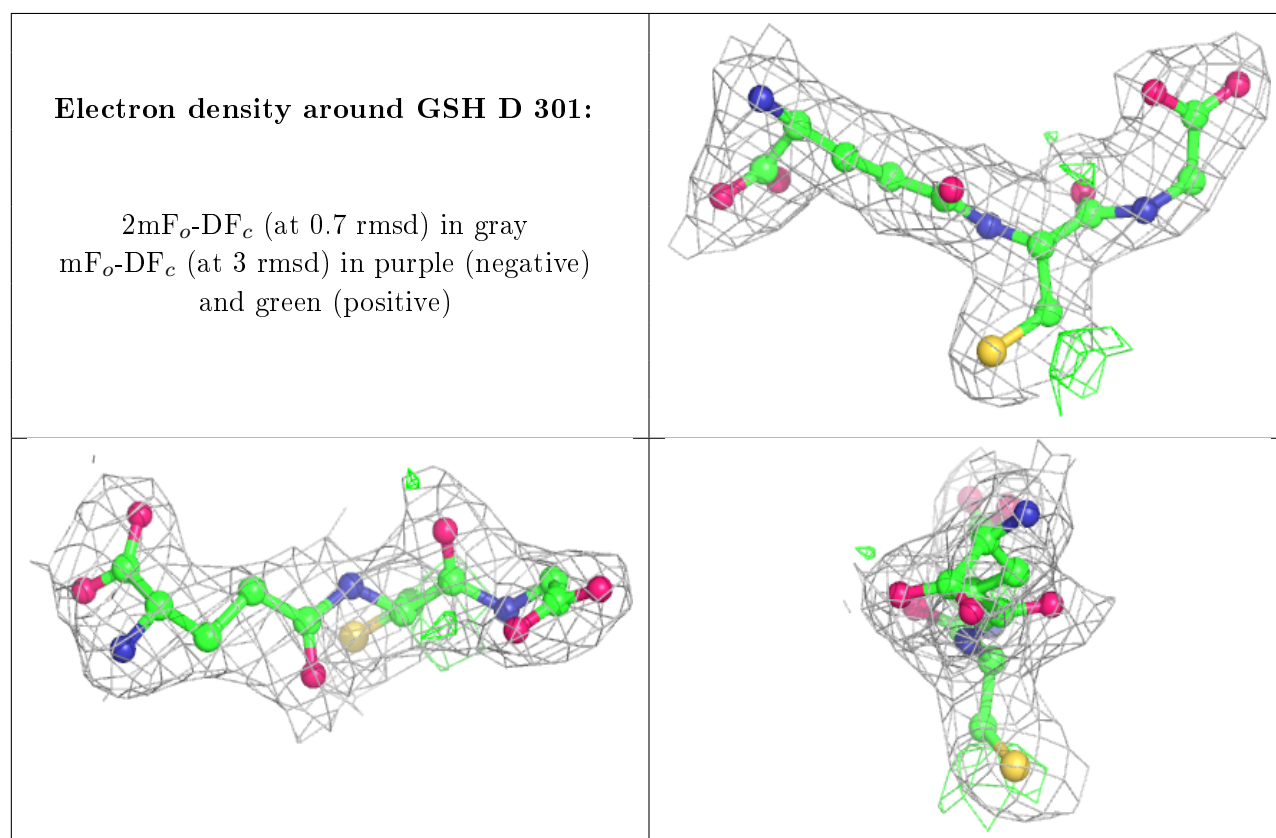 Electron density around GSH D 301:
2mFo-DFc (at 0.7 rmsd) in gray
mFo-DFc (at 3 rmsd) in purple (negative)
and green (positive)